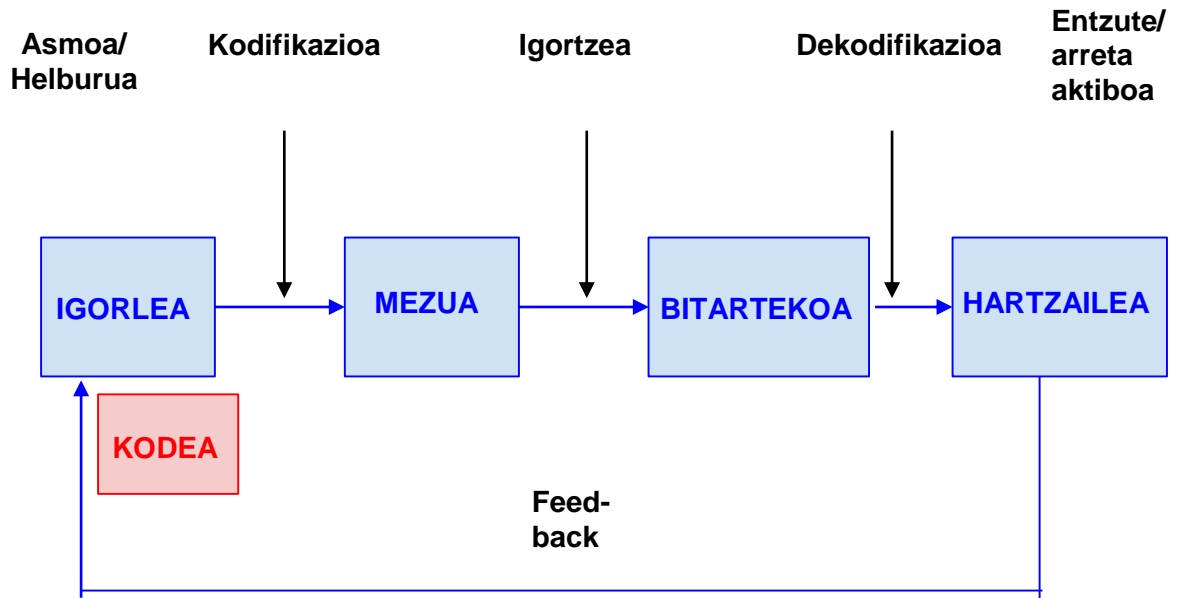 Asmoa/
Helburua
Kodifikazioa
Igortzea
Dekodifikazioa
Entzute/
arreta
aktiboa
IGORLEA
MEZUA
BITARTEKOA
HARTZAILEA
KODEA
Feed-
back